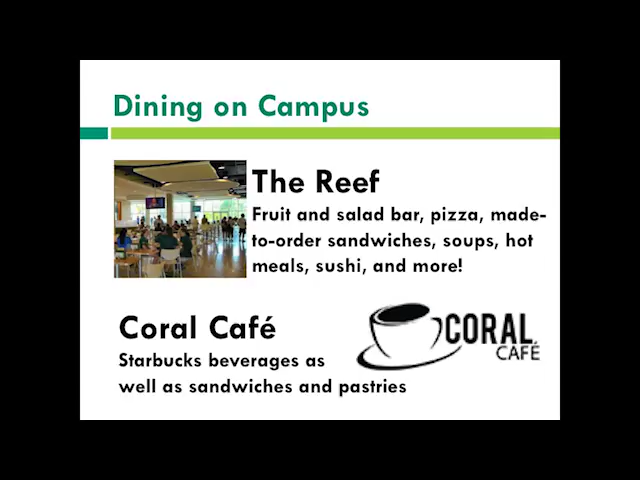 Dining on Campus
The Reef
Fruit and salad bar, pizza, made-
to-order sandwiches, soups, hot
meals, sushi, and more!
Coral Café
Starbucks beverages as
well as sandwiches and pastries
CORAL
CAFÉ